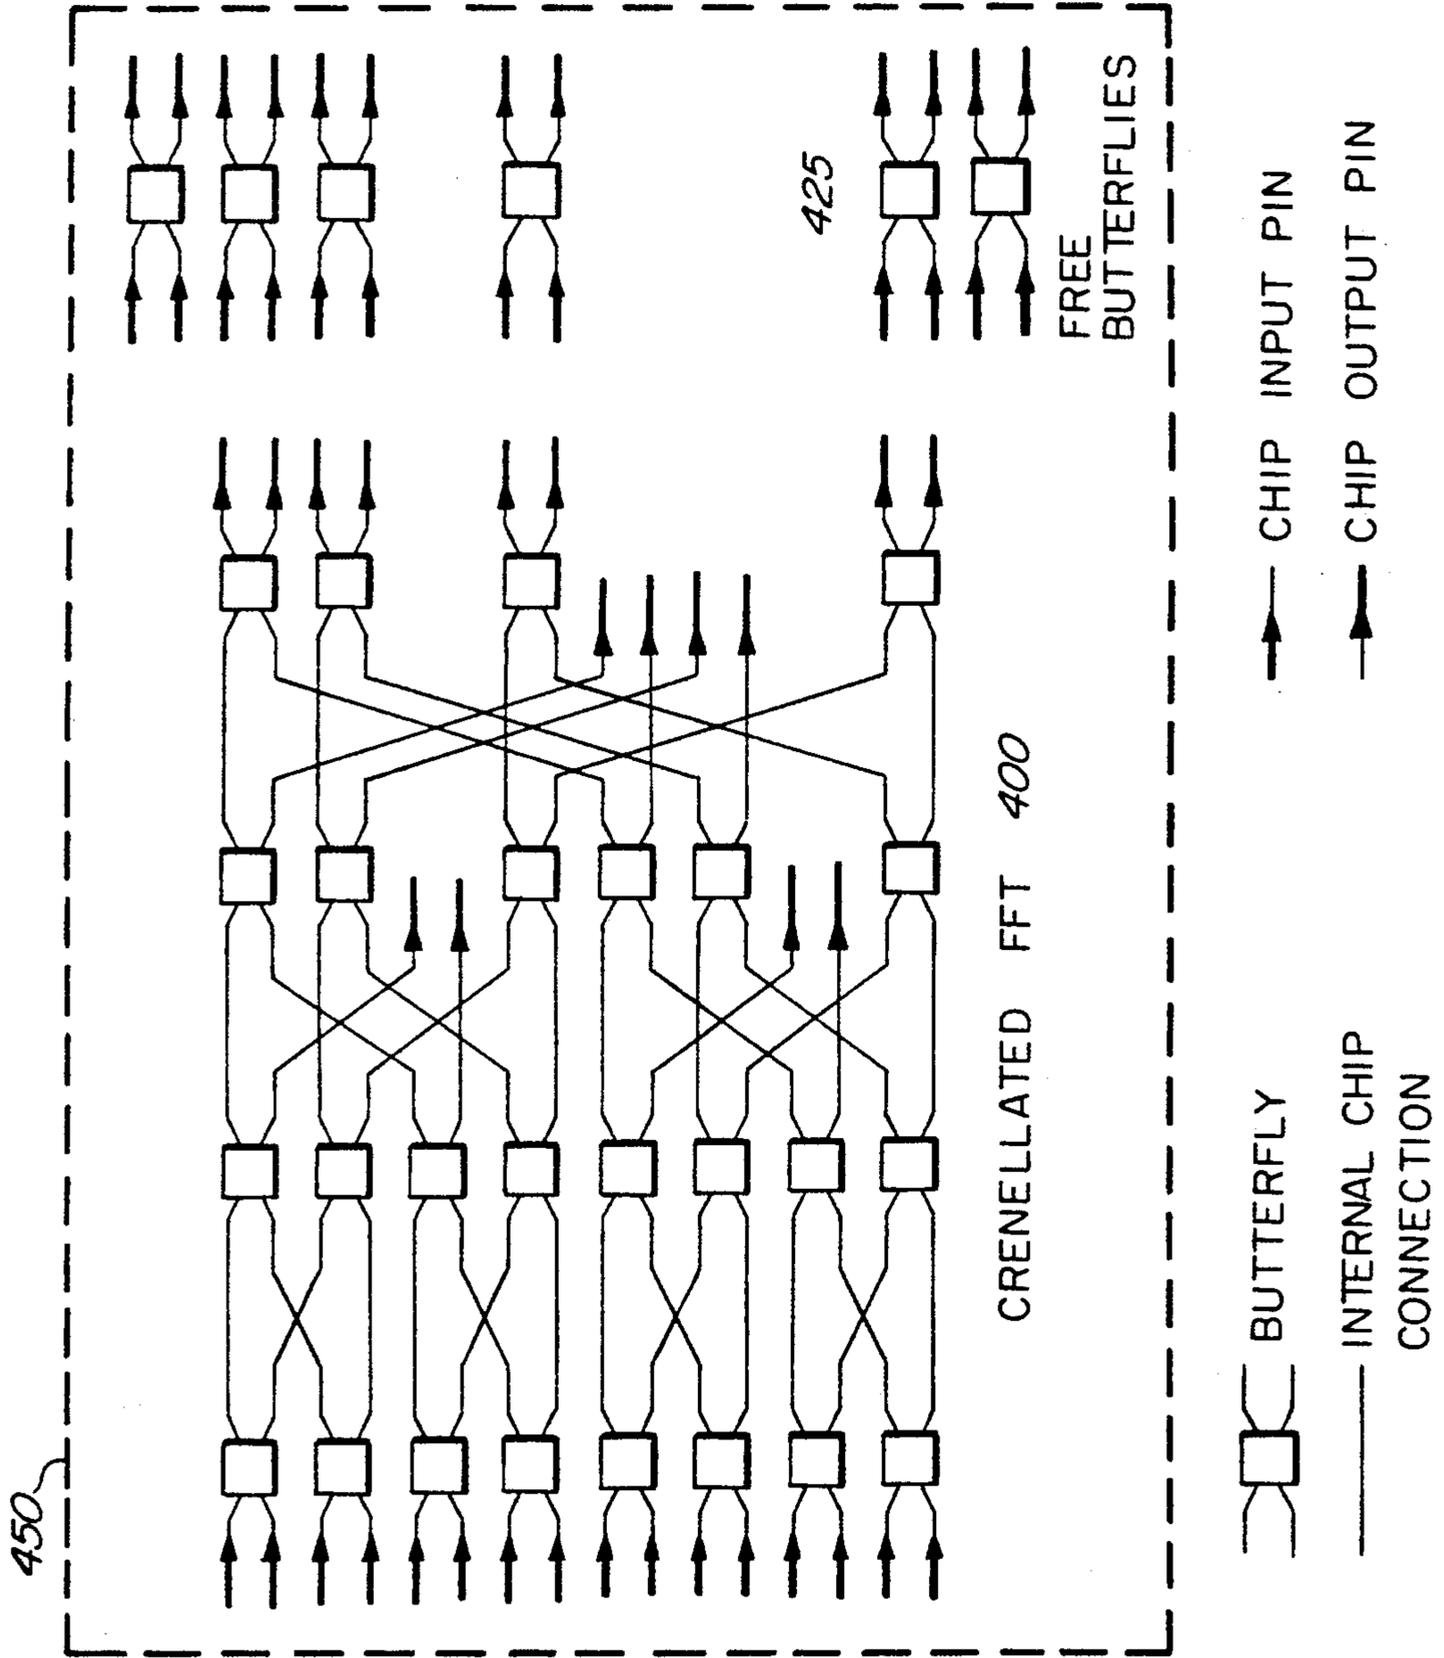 450
425
FREE
BUTTERFLIES
CRENELLATED FFT 400
BUTTERFLY
INTERNAL CHIP
CONNECTION
CHIP INPUT PIN
CHIP OUTPUT PIN